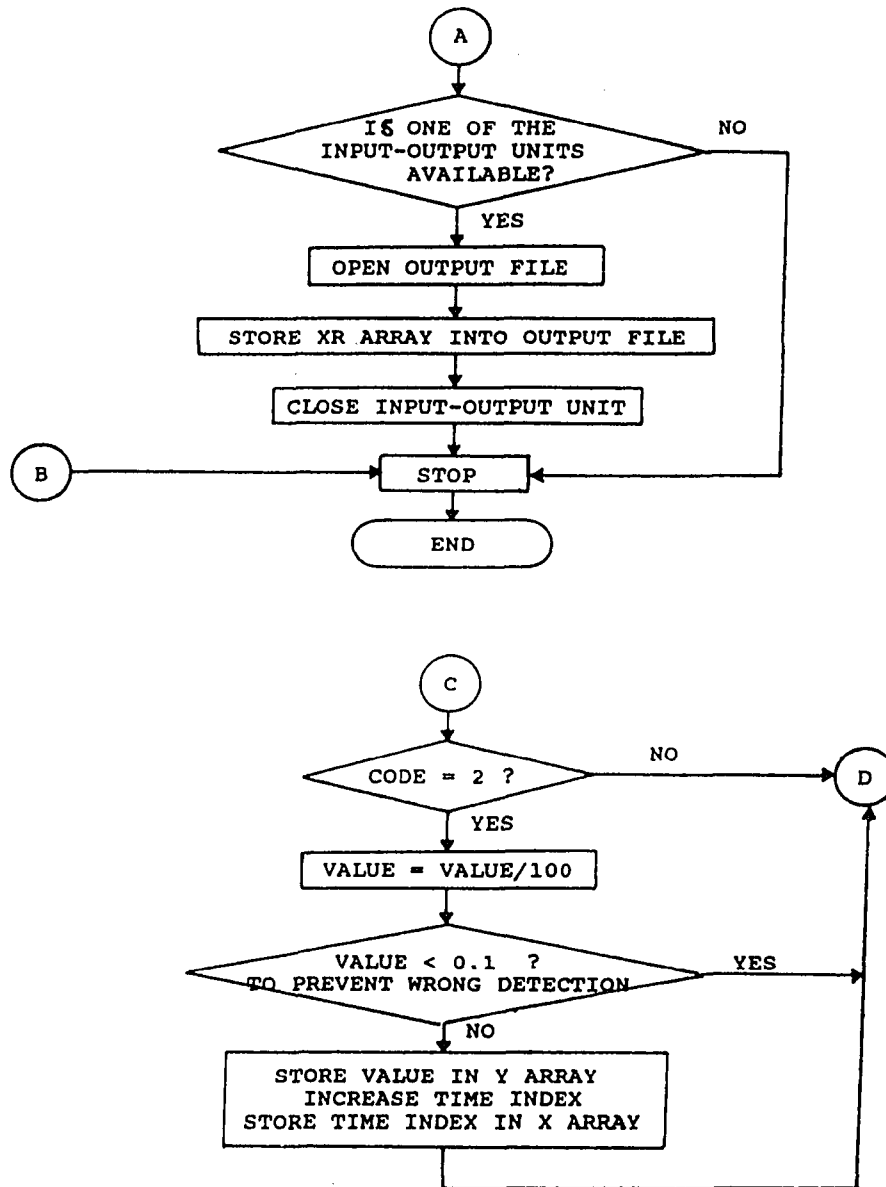 A
IS ONE OF THE
INPUT-OUTPUT UNITS
AVAILABLE?
NO
YES
OPEN OUTPUT FILE
STORE XR ARRAY INTO OUTPUT FILE
CLOSE INPUT-OUTPUT UNIT
B
STOP
END
C
CODE = 2 ?
NO
D
YES
VALUE = VALUE/100
VALUE < 0.1 ?
TO PREVENT WRONG DETECTION
YES
NO
STORE VALUE IN Y ARRAY
INCREASE TIME INDEX
STORE TIME INDEX IN X ARRAY